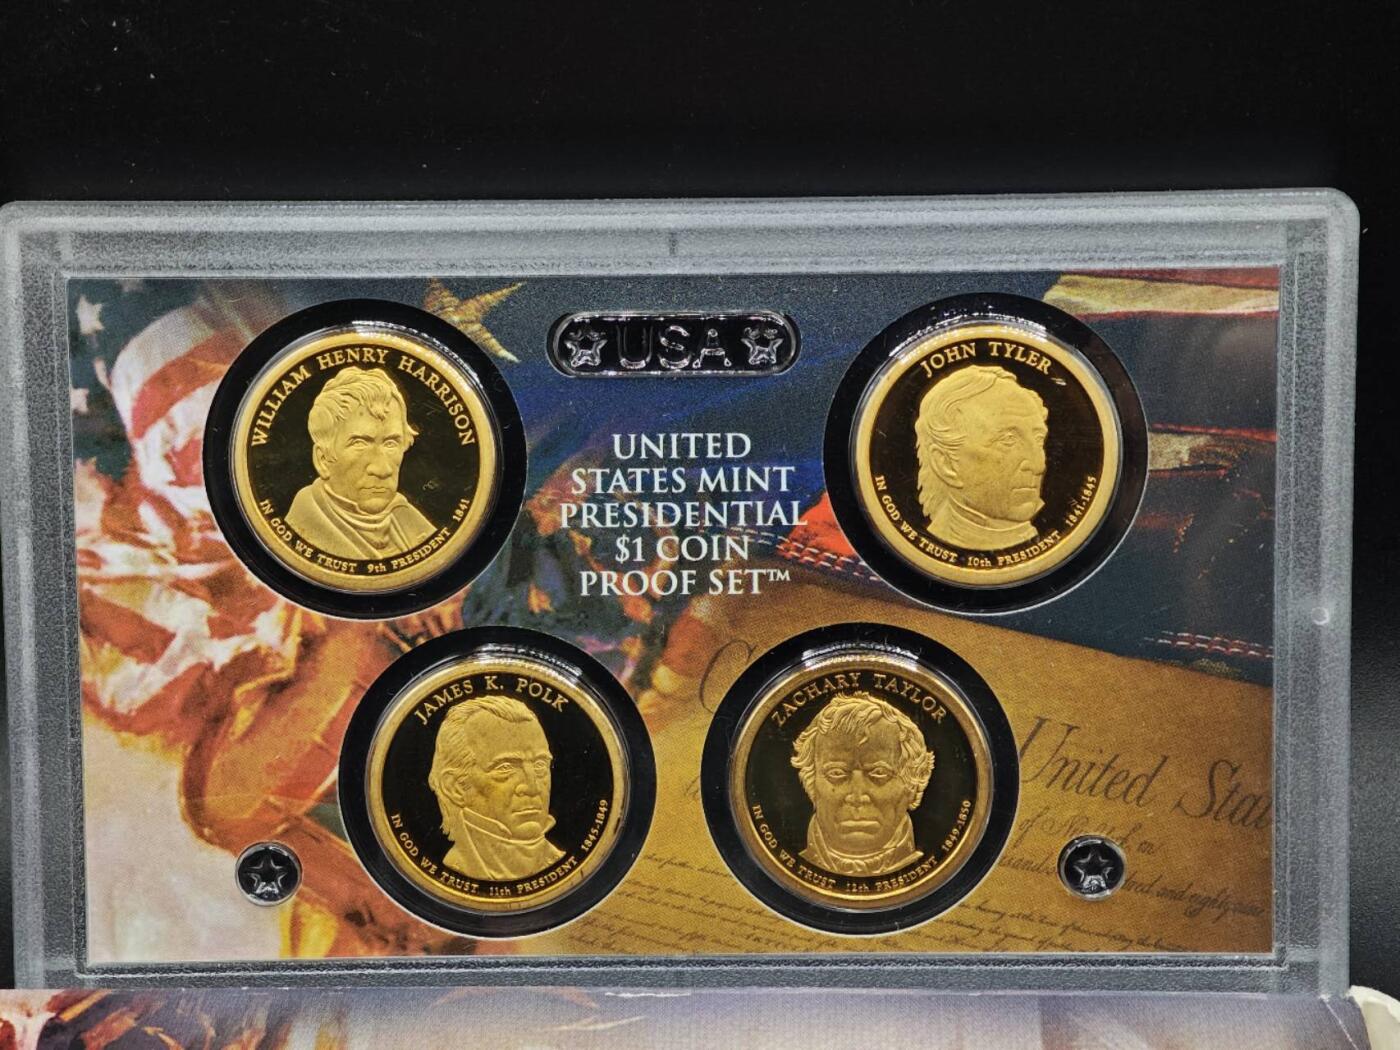 USA
UNITED
STATES MINT
PRESIDENTIAL
$1 COIN
PROOF SET™
WILLIAM HENRY HARRISON
IN GOD WE TRUST 9th PRESIDENT 1841
JOHN TYLER
IN GOD WE TRUST 10th PRESIDENT 1841-1845
JAMES K. POLK
IN GOD WE TRUST 11th PRESIDENT 1845-1849
ZACHARY TAYLOR
IN GOD WE TRUST 12th PRESIDENT 1849-1850
United Stat